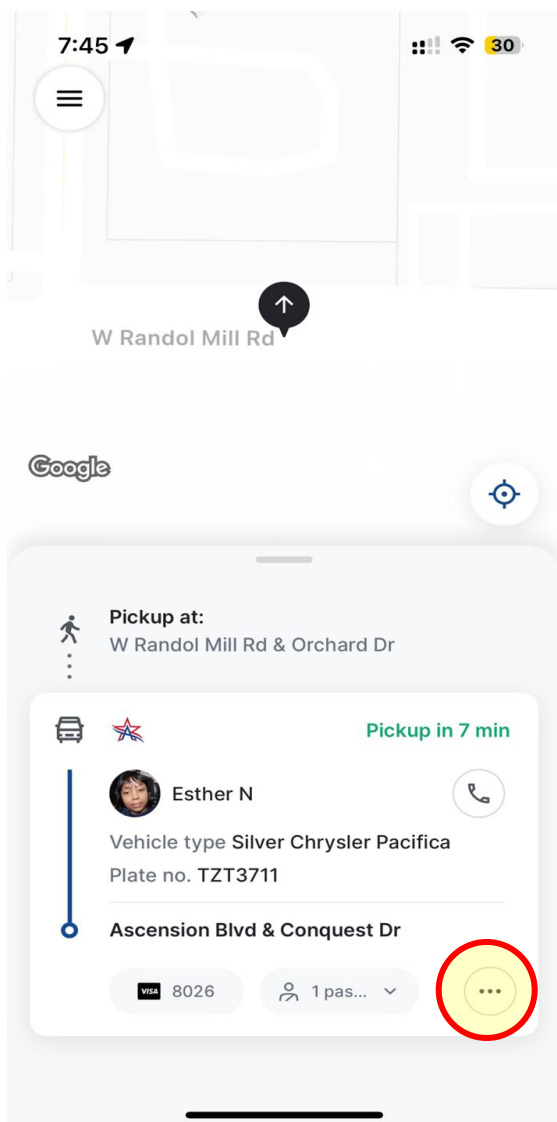 7:45
30
W Randol Mill Rd
Google
Pickup at:
W Randol Mill Rd & Orchard Dr
Pickup in 7 min
Esther N
Vehicle type Silver Chrysler Pacifica
Plate no. TZT3711
Ascension Blvd & Conquest Dr
VISA 8026 1 pas...